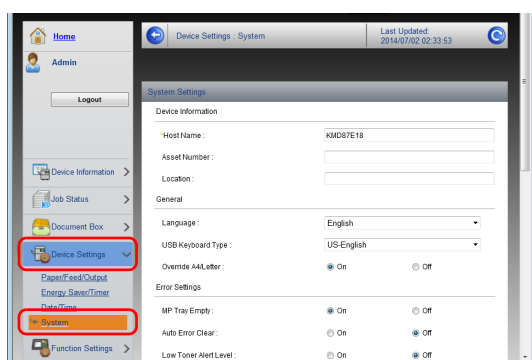 Home
Admin
Logout
Device Information
Job Status
Document Box
Device Settings
Paper/Feed/Output
Energy Saver/Timer
Date/Time
System
Function Settings
Device Settings : System
Last Updated:
2014/07/02 02:33:53
System Settings
Device Information
*Host Name : KMD87E18
Asset Number :
Location :
General
Language : English
USB Keyboard Type : US-English
Override A4/Letter : On Off
Error Settings
MP Tray Empty : On Off
Auto Error Clear : On Off
Low Toner Alert Level : On Off